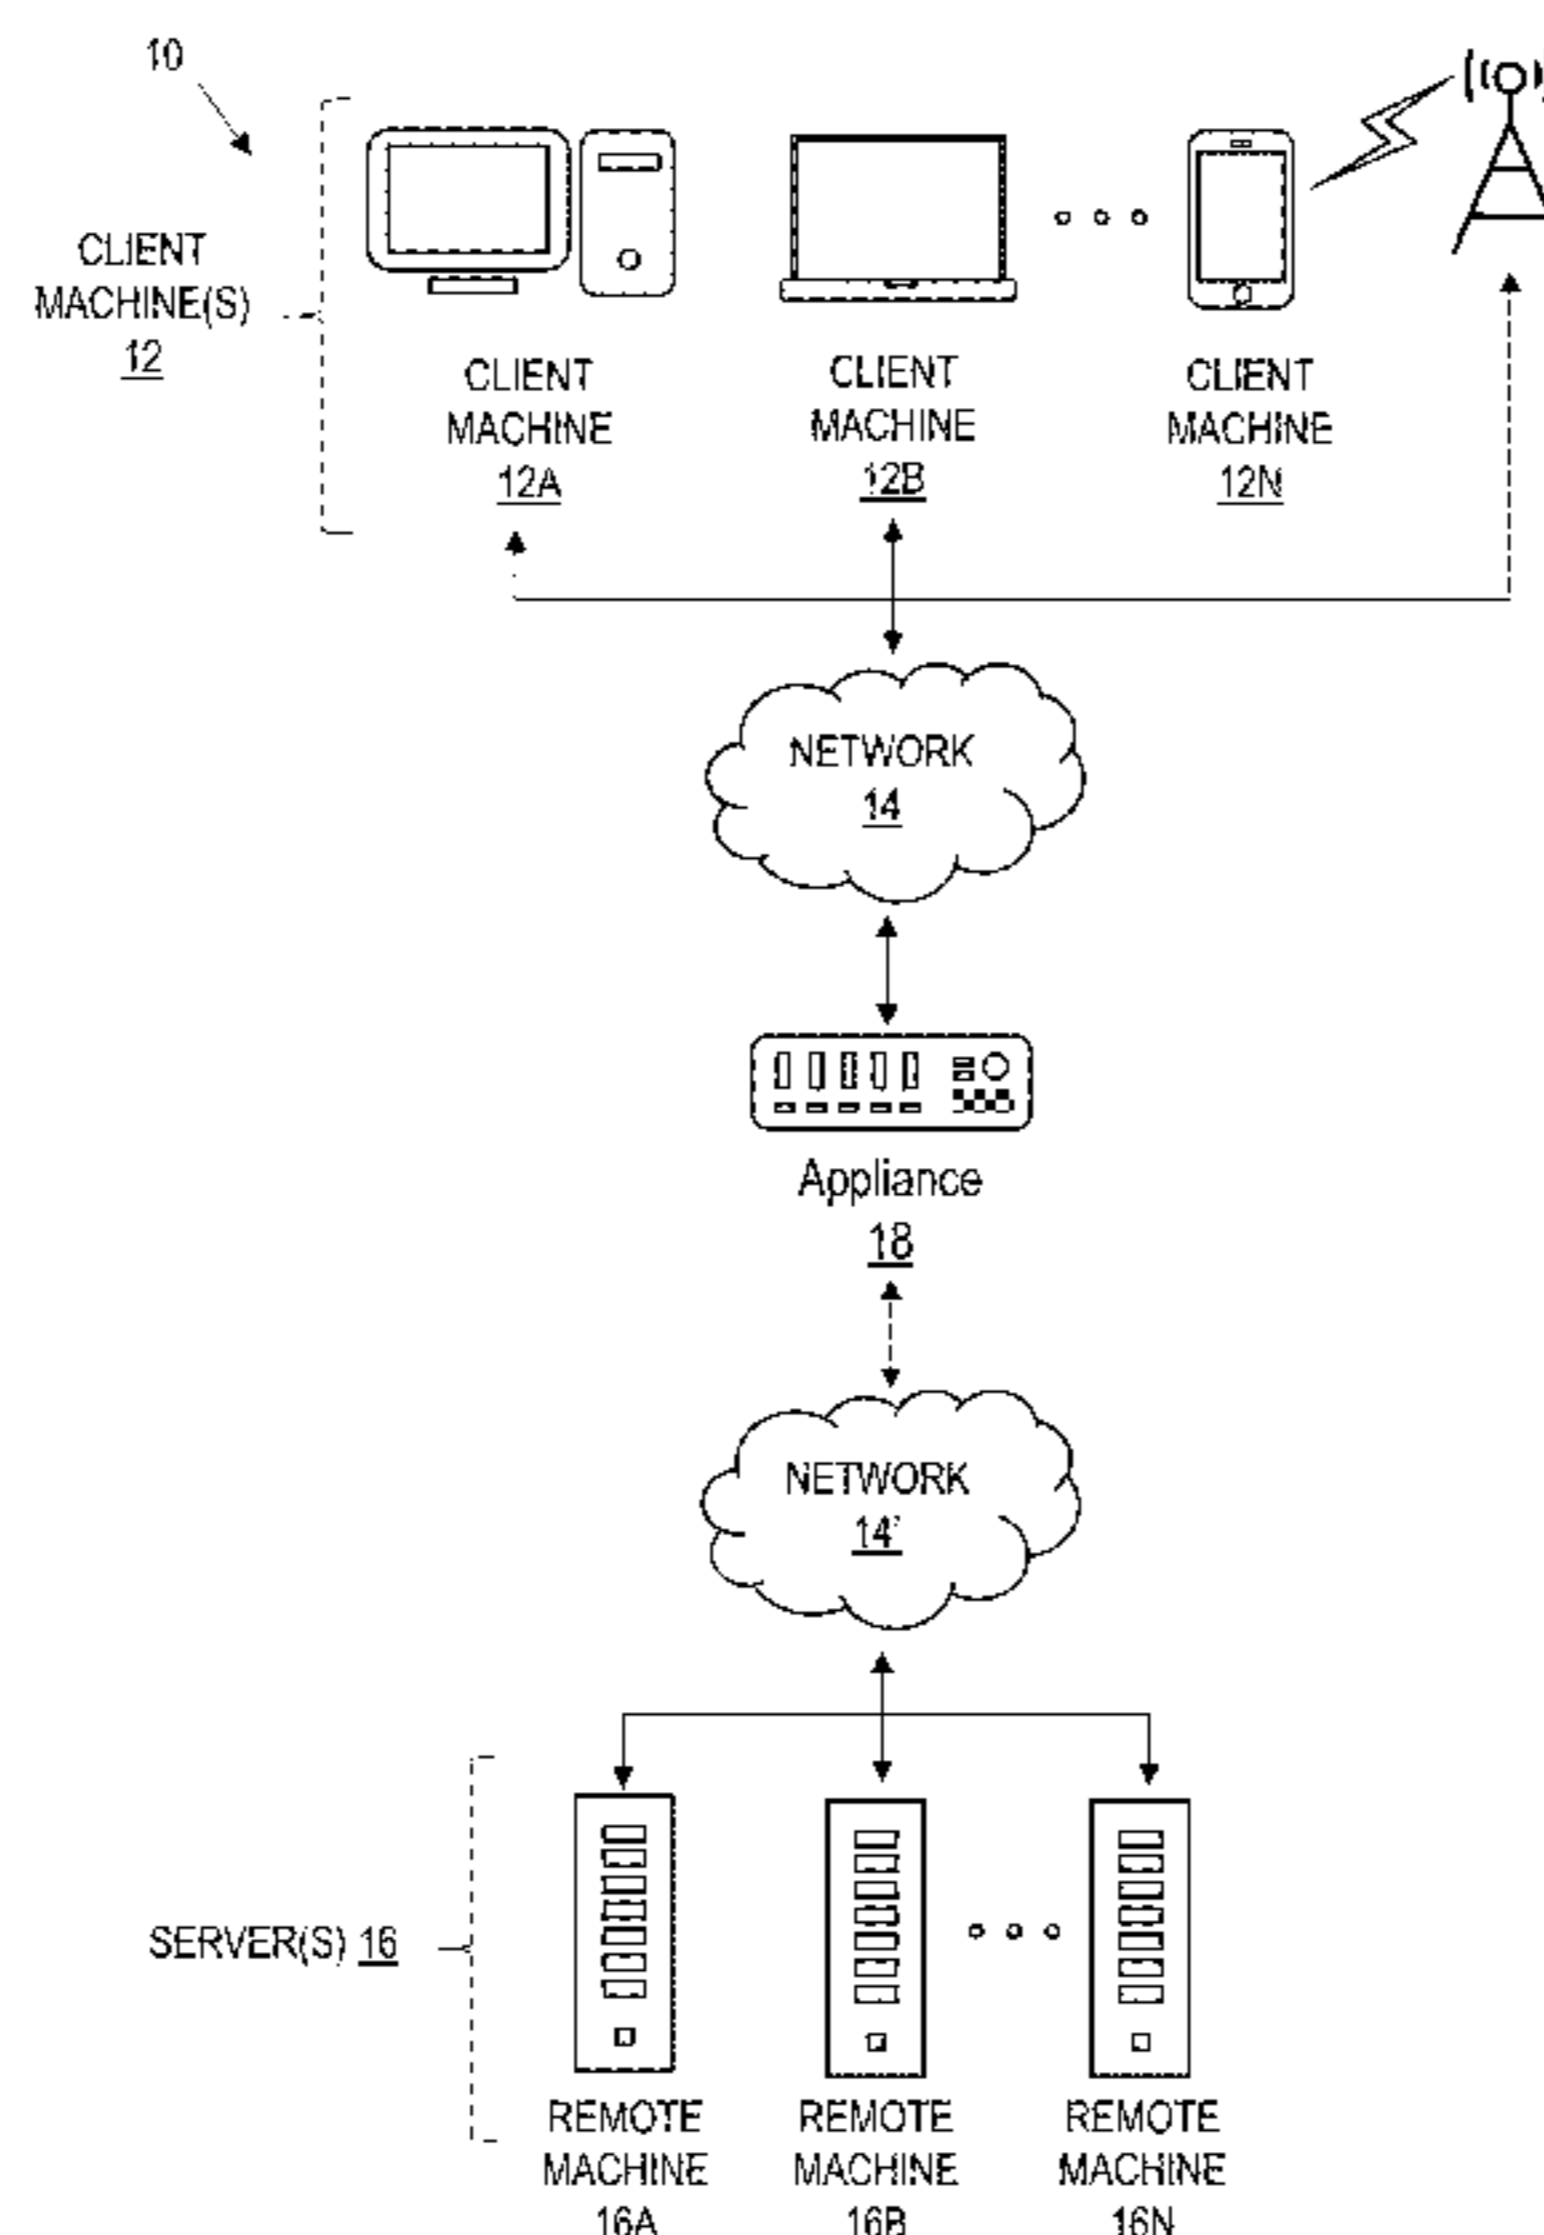 10
CLIENT
MACHINE(S)
12
CLIENT
MACHINE
12A
CLIENT
MACHINE
12B
CLIENT
MACHINE
12N
NETWORK
14
Appliance
18
NETWORK
14'
SERVER(S) 16
REMOTE
MACHINE
16A
REMOTE
MACHINE
16B
REMOTE
MACHINE
16N